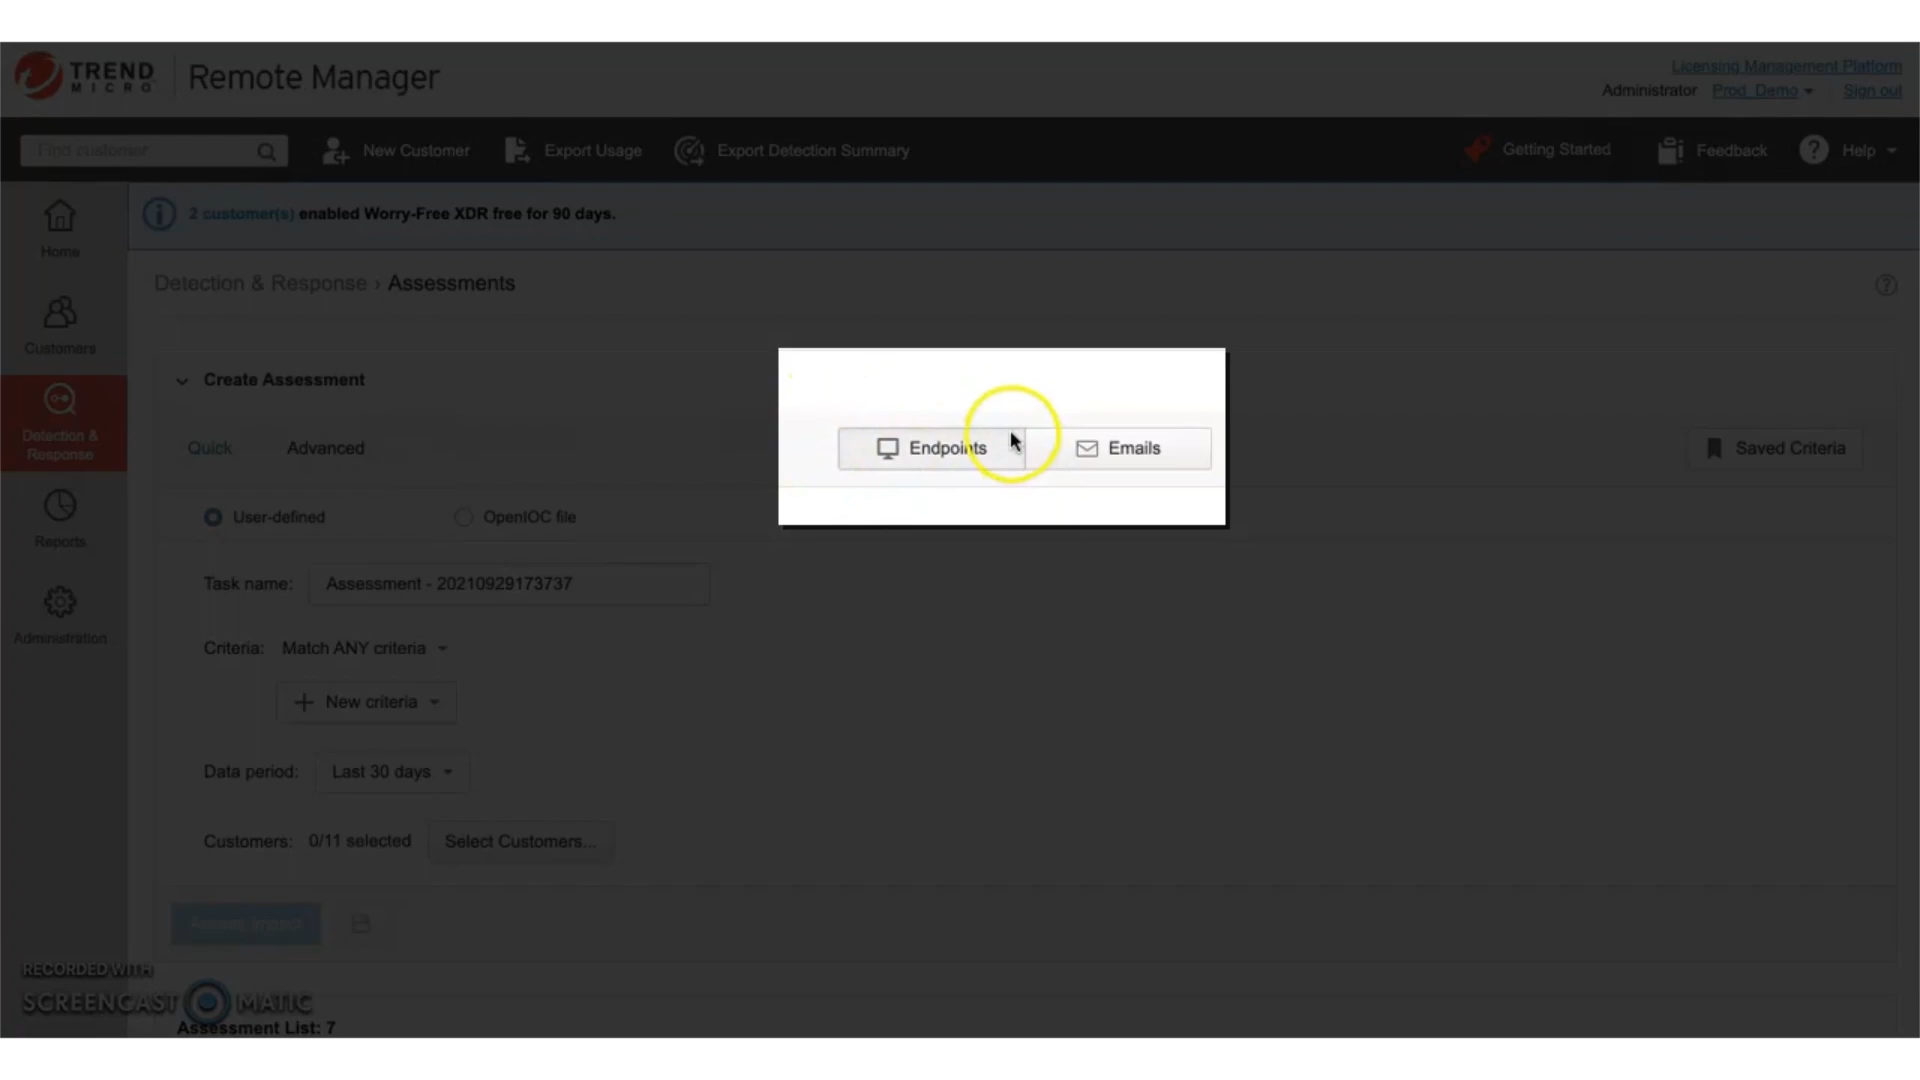 TREND MICRO Remote Manager
Licensing Management Platform
Administrator Prod_Demo Sign out
Find customer New Customer Export Usage Export Detection Summary Getting Started Feedback Help
2 customer(s) enabled Worry-Free XDR free for 90 days.
Home
Detection & Response › Assessments
Customers
Create Assessment
Detection & Response
Quick Advanced Endpoints Emails Saved Criteria
User-defined OpenIOC file
Reports
Task name: Assessment - 20210929173737
Administration
Criteria: Match ANY criteria
New criteria
Data period: Last 30 days
Customers: 0/11 selected Select Customers...
RECORDED WITH
SCREENCAST MATIC
Assessment List: 7